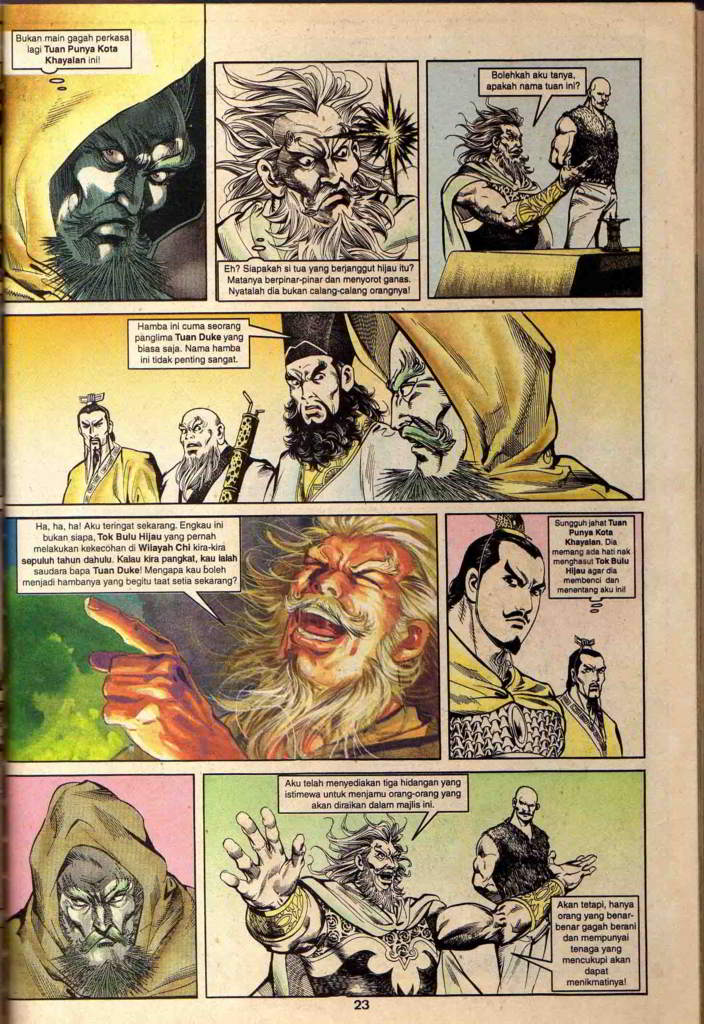 Bukan main gagah perkasa
lagi Tuan Punya Kota
Khayalan ini!
Eh? Siapakah si tua yang berjanggut hijau itu?
Matanya berpinar-pinar dan menyorot ganas.
Nyatalah dia bukan calang-calang orangnya!
Bolehkah aku tanya,
apakah nama tuan ini?
Hamba ini cuma seorang
panglima Tuan Duke yang
biasa saja. Nama hamba
ini tidak penting sangat.
Ha, ha, ha! Aku teringat sekarang. Engkau ini
bukan siapa, Tok Bulu Hijau yang pernah
melakukan kekecohan di Wilayah Chi kira-kira
sepuluh tahun dahulu. Kalau kau pangkat, kau ialah
saudara bapa Tuan Duke! Mengapa kau boleh
menjadi hambanya yang begitu taat setia sekarang?
Sungguh jahat Tuan
Punya Kota
Khayalan. Dia
memang ada hati nak
menghasut Tok Bulu
Hijau agar dia
membenci dan
menentang aku ini!
Aku telah menyediakan tiga hidangan yang
istimewa untuk menjamu orang-orang yang
akan diraikan dalam majlis ini.
Akan tetapi, hanya
orang yang benar-
benar gagah berani
dan mempunyai
tenaga yang
mencukupi akan
dapat
menikmatinya!
23